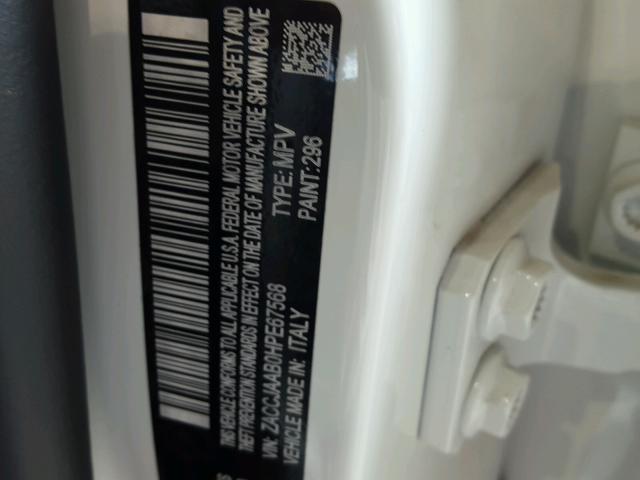 THIS VEHICLE CONFORMS TO ALL APPLICABLE U.S.A. FEDERAL MOTOR VEHICLE SAFETY AND
THEFT PREVENTION STANDARDS IN EFFECT ON THE DATE OF MANUFACTURE SHOWN ABOVE
VIN: ZACCJAAB0HPE67568 TYPE: MPV
VEHICLE MADE IN: ITALY PAINT: 296